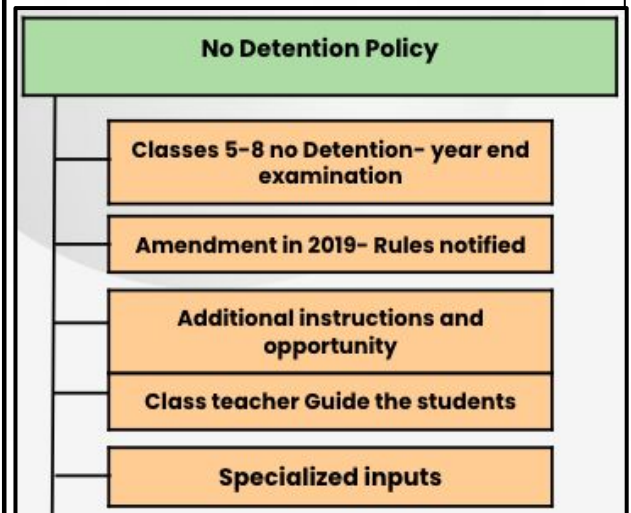 No Detention Policy
Classes 5-8 no Detention- year end
examination
Amendment in 2019- Rules notified
Additional instructions and
opportunity
Class teacher Guide the students
Specialized inputs